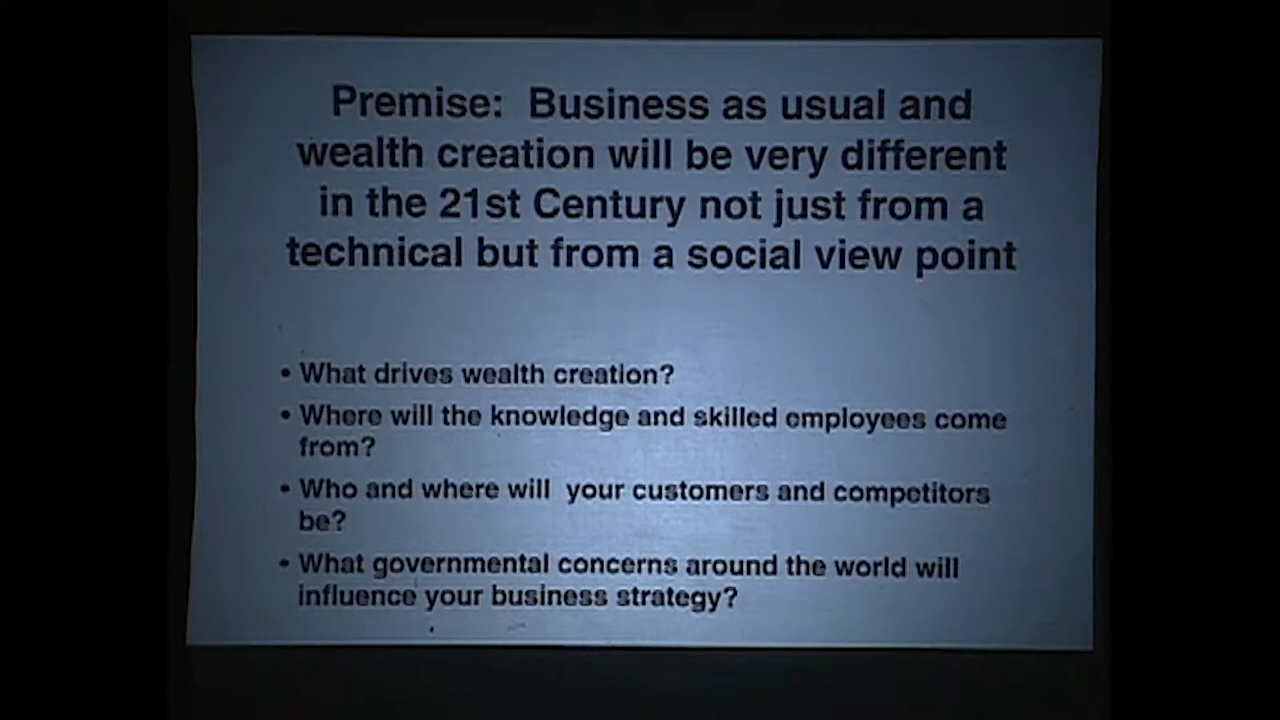 Premise: Business as usual and
wealth creation will be very different
in the 21st Century not just from a
technical but from a social view point
• What drives wealth creation?
• Where will the knowledge and skilled employees come
from?
• Who and where will your customers and competitors
be?
• What governmental concerns around the world will
influence your business strategy?